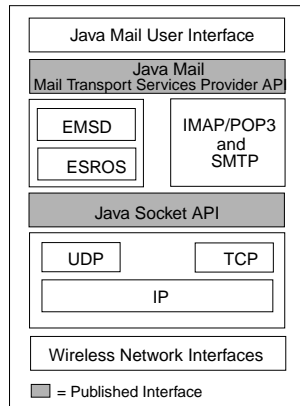 Java Mail User Interface
Java Mail
Mail Transport Services Provider API
EMSD
ESROS
IMAP/POP3
and
SMTP
Java Socket API
UDP
TCP
IP
Wireless Network Interfaces
= Published Interface